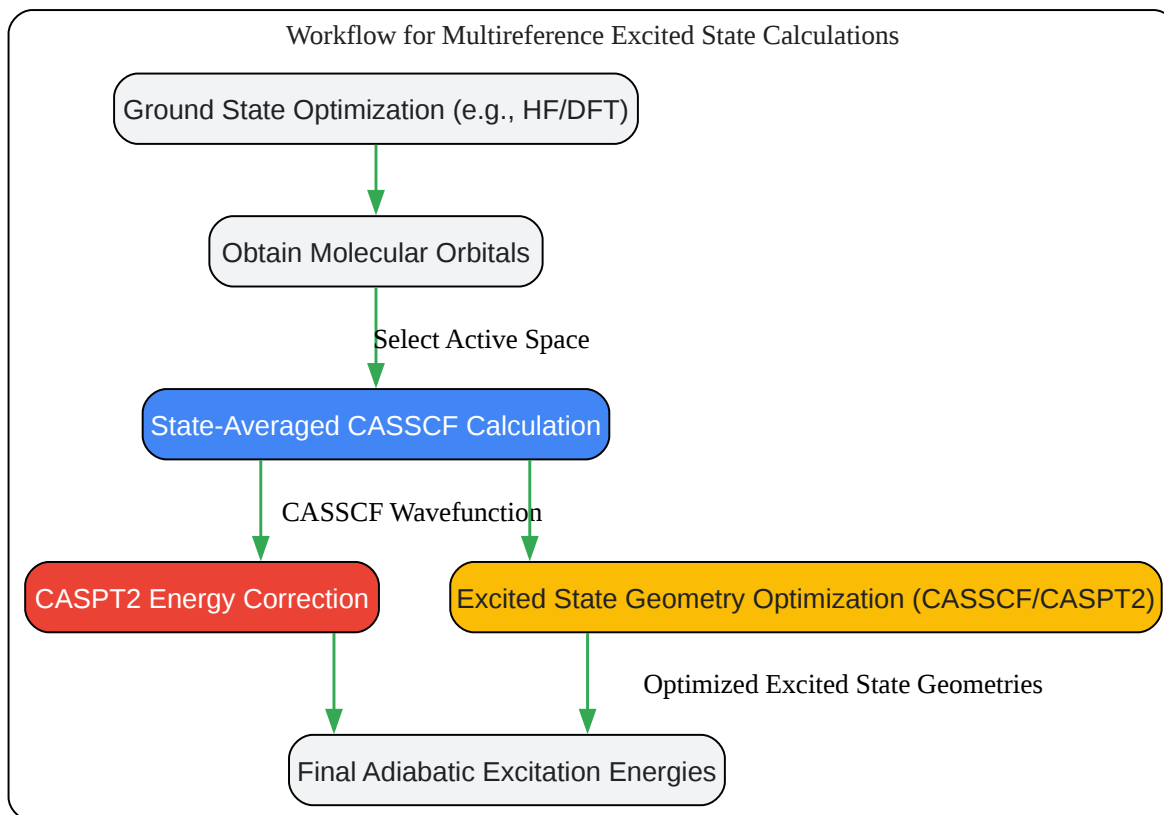 Workflow for Multireference Excited State Calculations
Ground State Optimization (e.g., HF/DFT)
Obtain Molecular Orbitals
Select Active Space
State-Averaged CASSCF Calculation
CASSCF Wavefunction
CASPT2 Energy Correction
Excited State Geometry Optimization (CASSCF/CASPT2)
Optimized Excited State Geometries
Final Adiabatic Excitation Energies